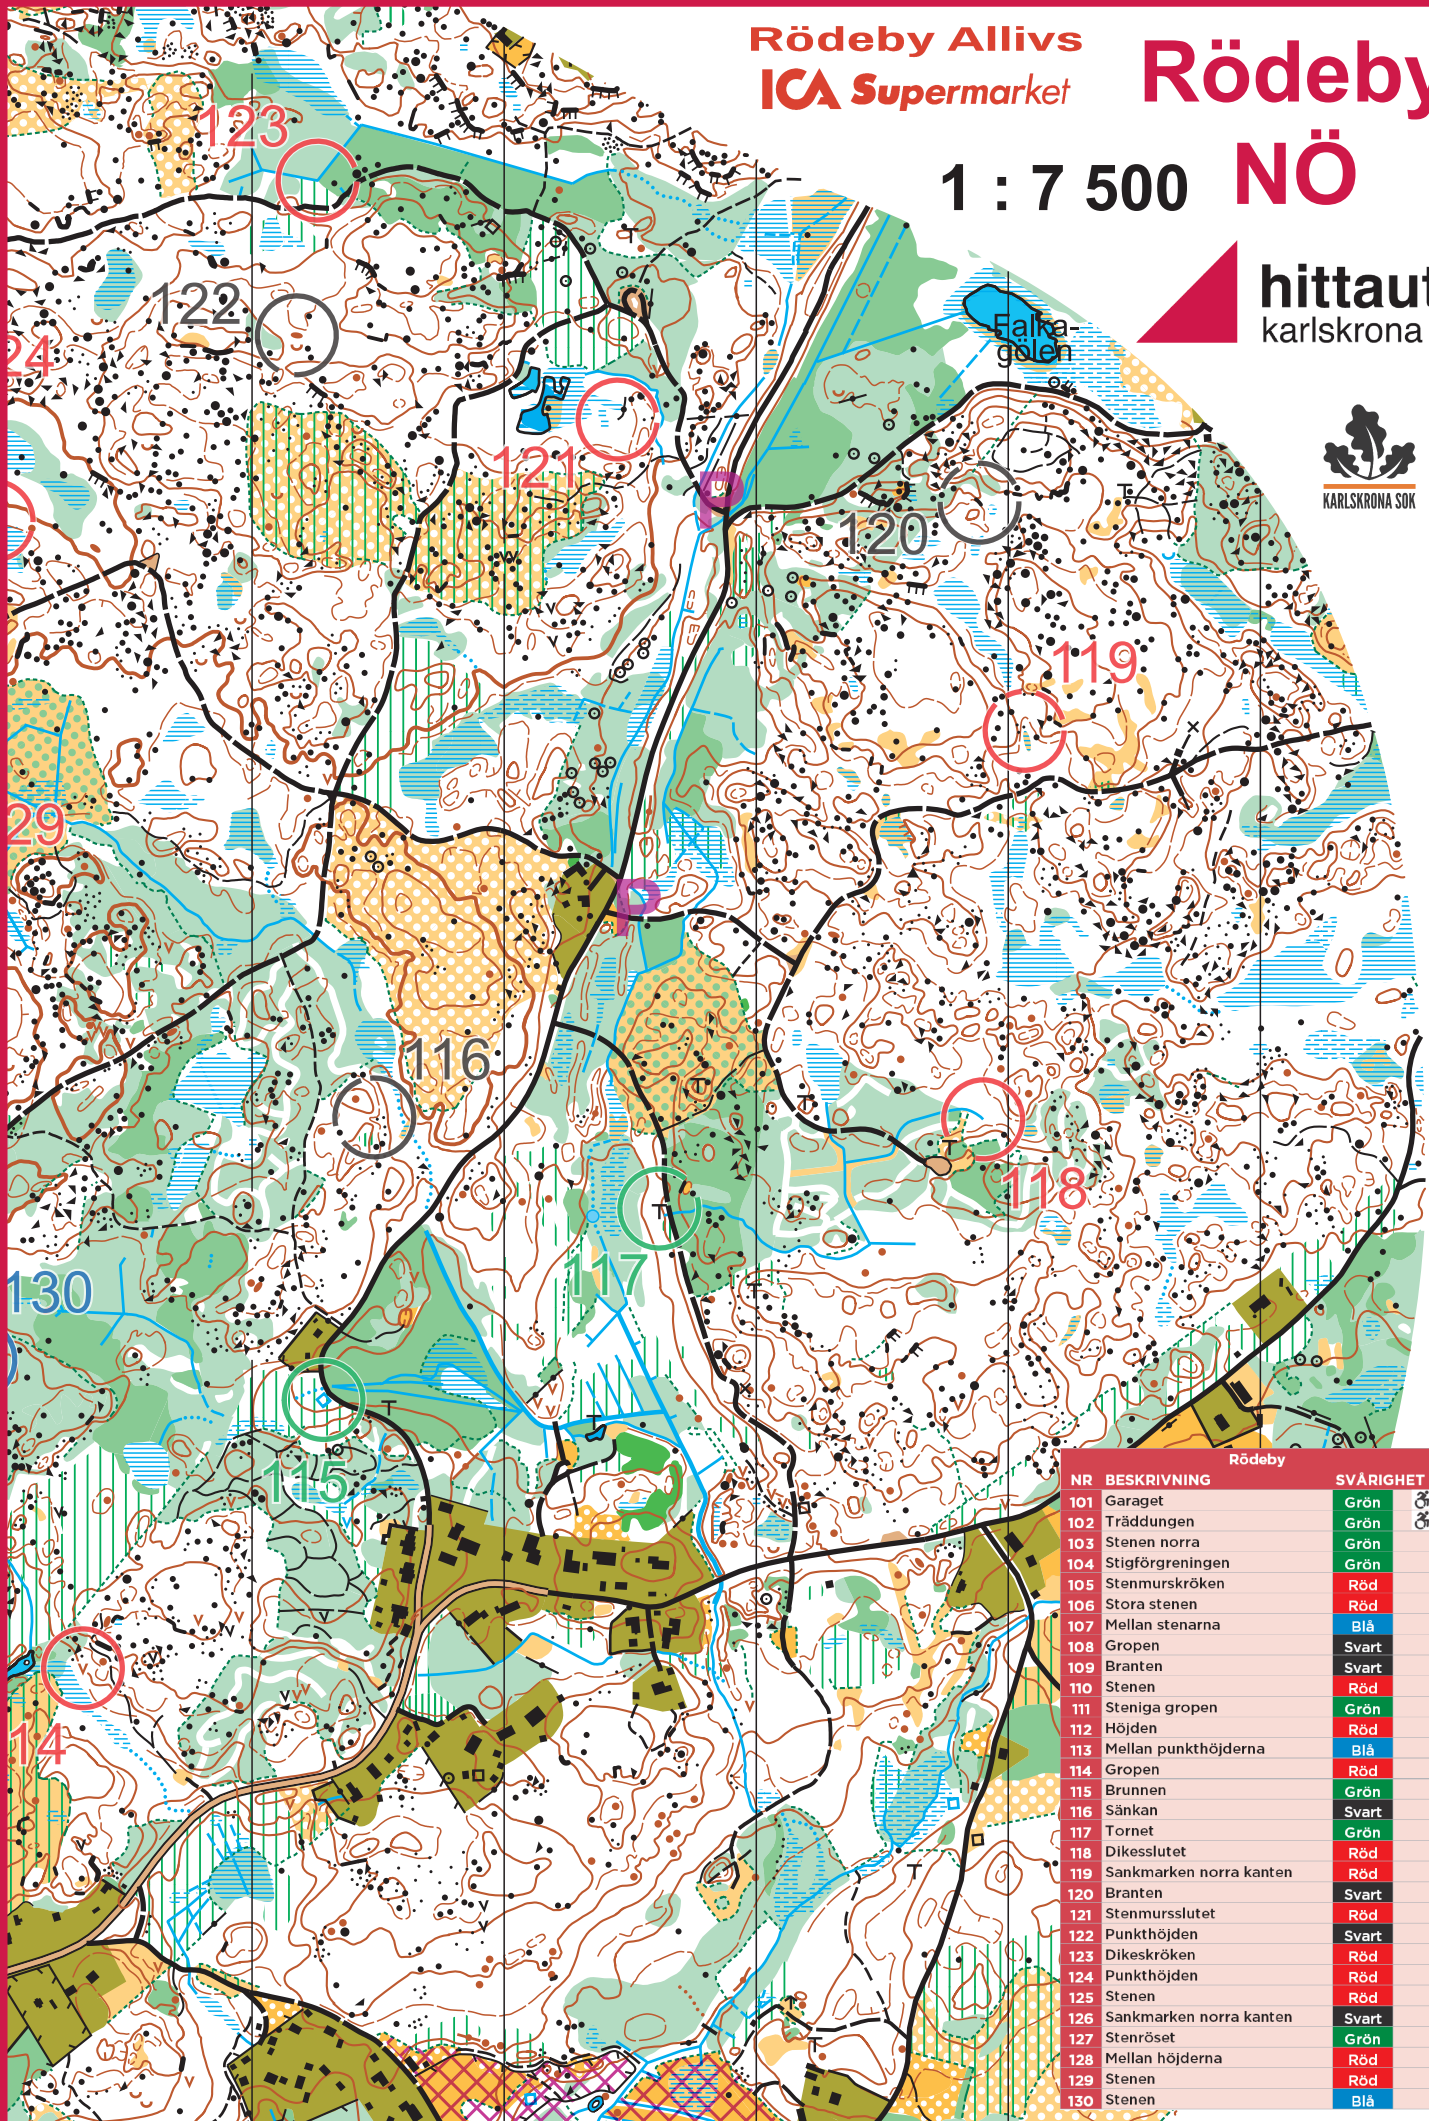 Rödeby Allivs
ICA Supermarket
Rödeby
NÖ
1 : 7 500
hittaut
karlskrona
KARLSKRONA SOK
Falka-
gölen
123
122
24
121
P
120
119
29
P
116
118
117
130
115
14
Rödeby
NR BESKRIVNING SVÅRIGHET
101 Garaget Grön
102 Träddungen Grön
103 Stenen norra Grön
104 Stigförgreningen Grön
105 Stenmurskröken Röd
106 Stora stenen Röd
107 Mellan stenarna Blå
108 Gropen Svart
109 Branten Svart
110 Stenen Röd
111 Steniga gropen Grön
112 Höjden Röd
113 Mellan punkthöjderna Blå
114 Gropen Röd
115 Brunnen Grön
116 Sänkan Svart
117 Tornet Grön
118 Dikesslutet Röd
119 Sankmarken norra kanten Röd
120 Branten Svart
121 Stenmursslutet Röd
122 Punkthöjden Svart
123 Dikeskröken Röd
124 Punkthöjden Röd
125 Stenen Röd
126 Sankmarken norra kanten Svart
127 Stenröset Grön
128 Mellan höjderna Röd
129 Stenen Röd
130 Stenen Blå